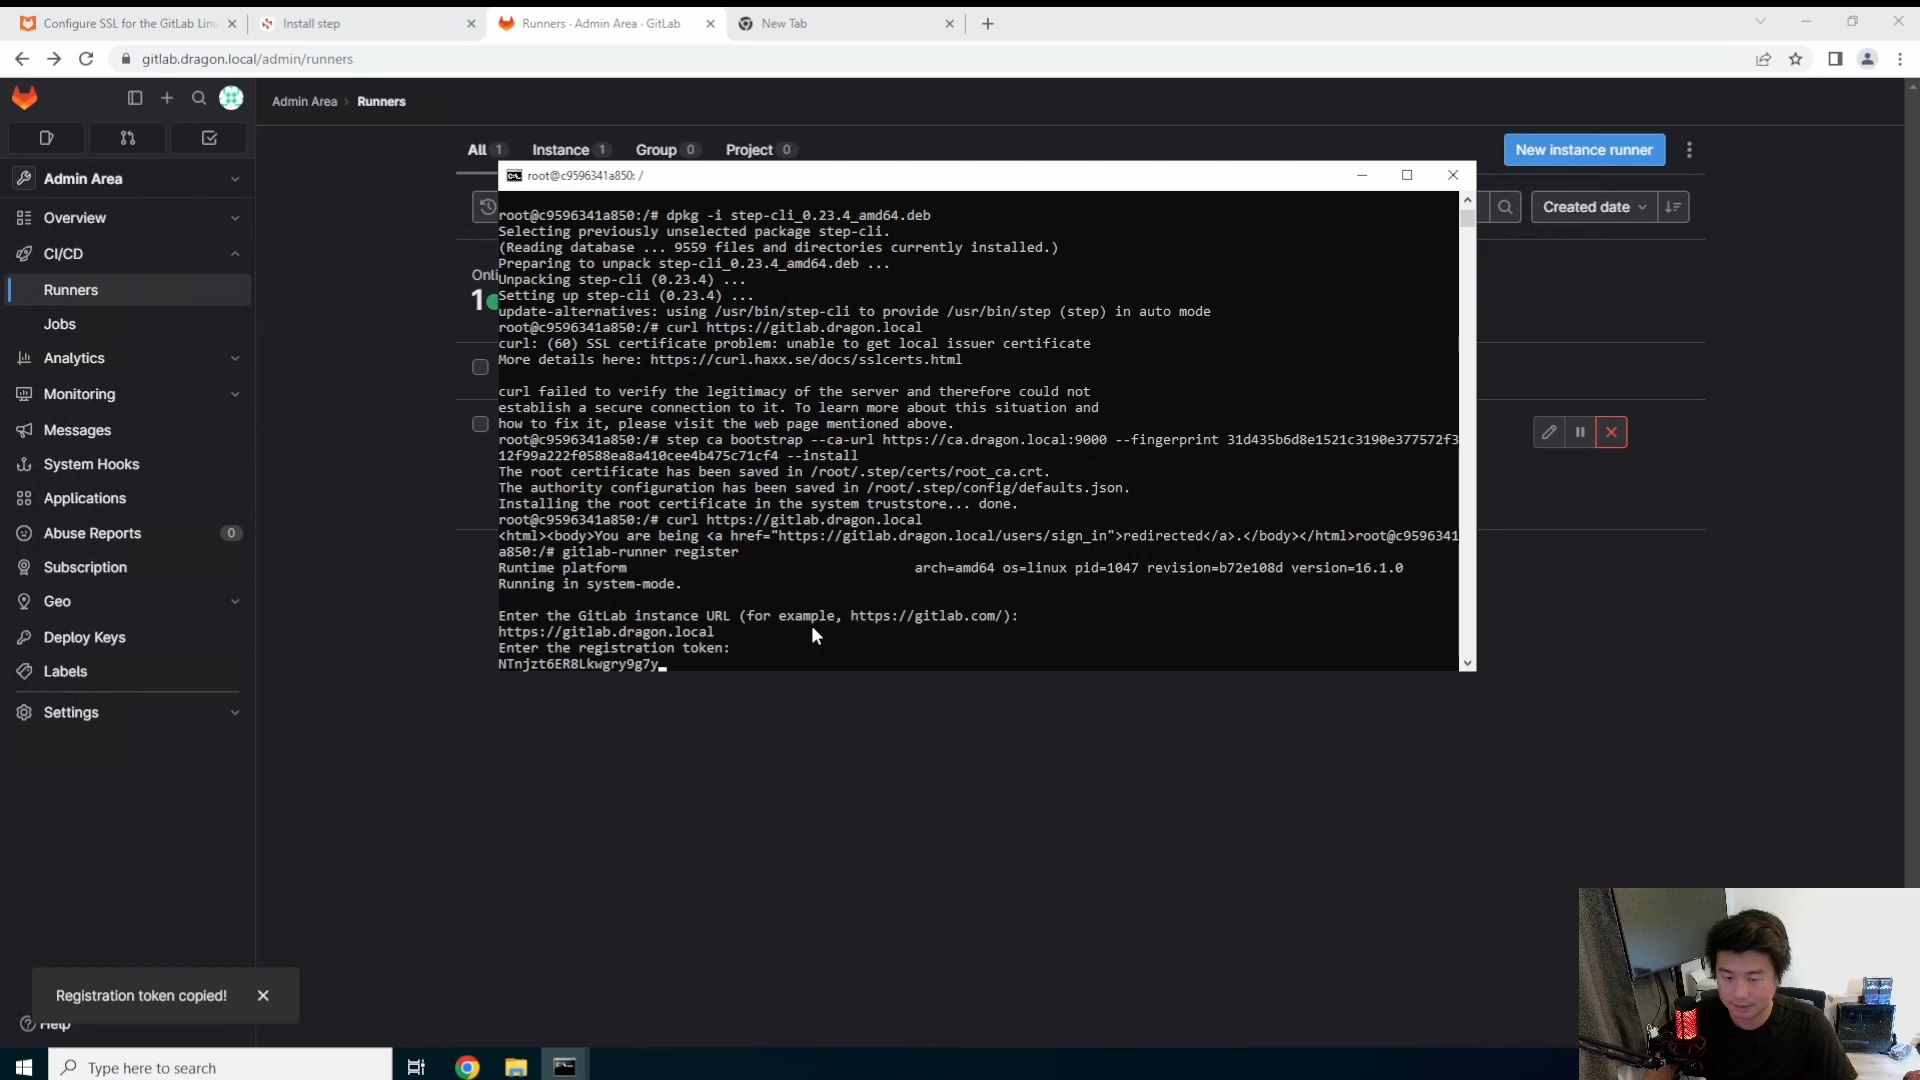 Configure SSL for the GitLab Linu
Install step
Runners · Admin Area · GitLab
New Tab
gitlab.dragon.local/admin/runners
Admin Area › Runners
All 1
Instance 1
Group 0
Project 0
New instance runner
Admin Area
Overview
CI/CD
Runners
Jobs
Analytics
Monitoring
Messages
System Hooks
Applications
Abuse Reports 0
Subscription
Geo
Deploy Keys
Labels
Settings
Help
Created date
Onli
1
root@c9596341a850: /
root@c9596341a850:/# dpkg -i step-cli_0.23.4_amd64.deb
Selecting previously unselected package step-cli.
(Reading database ... 9559 files and directories currently installed.)
Preparing to unpack step-cli_0.23.4_amd64.deb ...
Unpacking step-cli (0.23.4) ...
Setting up step-cli (0.23.4) ...
update-alternatives: using /usr/bin/step-cli to provide /usr/bin/step (step) in auto mode
root@c9596341a850:/# curl https://gitlab.dragon.local
curl: (60) SSL certificate problem: unable to get local issuer certificate
More details here: https://curl.haxx.se/docs/sslcerts.html
curl failed to verify the legitimacy of the server and therefore could not
establish a secure connection to it. To learn more about this situation and
how to fix it, please visit the web page mentioned above.
root@c9596341a850:/# step ca bootstrap --ca-url https://ca.dragon.local:9000 --fingerprint 31d435b6d8e1521c3190e377572f3
12f99a222f0588ea8a410cee4b475c71cf4 --install
The root certificate has been saved in /root/.step/certs/root_ca.crt.
The authority configuration has been saved in /root/.step/config/defaults.json.
Installing the root certificate in the system truststore... done.
root@c9596341a850:/# curl https://gitlab.dragon.local
<html><body>You are being <a href="https://gitlab.dragon.local/users/sign_in">redirected</a>.</body></html>root@c9596341
a850:/# gitlab-runner register
Runtime platform arch=amd64 os=linux pid=1047 revision=b72e108d version=16.1.0
Running in system-mode.
Enter the GitLab instance URL (for example, https://gitlab.com/):
https://gitlab.dragon.local
Enter the registration token:
NTnjzt6ER8Lkwgry9g7y
Registration token copied!
Type here to search